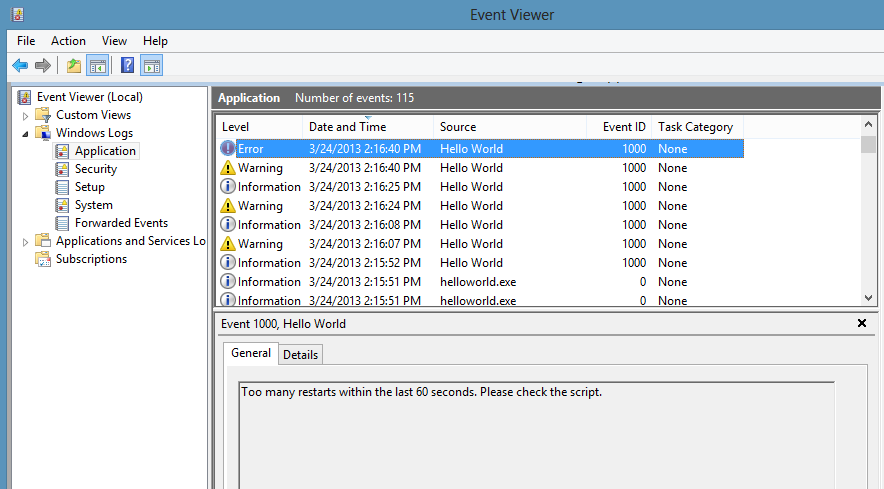 Event Viewer
File Action View Help
Event Viewer (Local)
Custom Views
Windows Logs
Application
Security
Setup
System
Forwarded Events
Applications and Services Lo
Subscriptions
Application Number of events: 115
Level Date and Time Source Event ID Task Category
Error 3/24/2013 2:16:40 PM Hello World 1000 None
Warning 3/24/2013 2:16:40 PM Hello World 1000 None
Information 3/24/2013 2:16:25 PM Hello World 1000 None
Warning 3/24/2013 2:16:24 PM Hello World 1000 None
Information 3/24/2013 2:16:08 PM Hello World 1000 None
Warning 3/24/2013 2:16:07 PM Hello World 1000 None
Information 3/24/2013 2:15:52 PM Hello World 1000 None
Information 3/24/2013 2:15:51 PM helloworld.exe 0 None
Information 3/24/2013 2:15:51 PM helloworld.exe 0 None
Event 1000, Hello World
General Details
Too many restarts within the last 60 seconds. Please check the script.